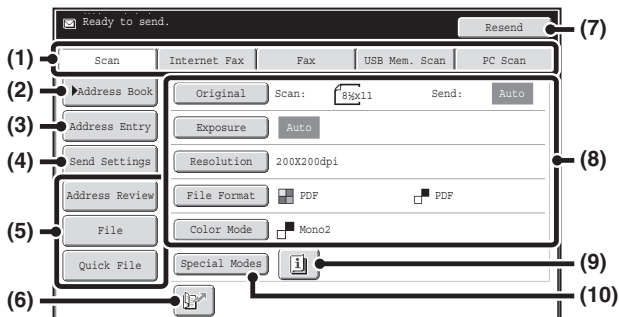 Ready to send.
Resend
(7)
(1)
Scan Internet Fax Fax USB Mem. Scan PC Scan
(2)
Address Book
Original Scan: 8½x11 Send: Auto
(3)
Address Entry
Exposure Auto
(4)
Send Settings
Resolution 200X200dpi
(8)
Address Review
File Format PDF PDF
(5)
File
Color Mode Mono2
Quick File
Special Modes
(9)
(6)
(10)